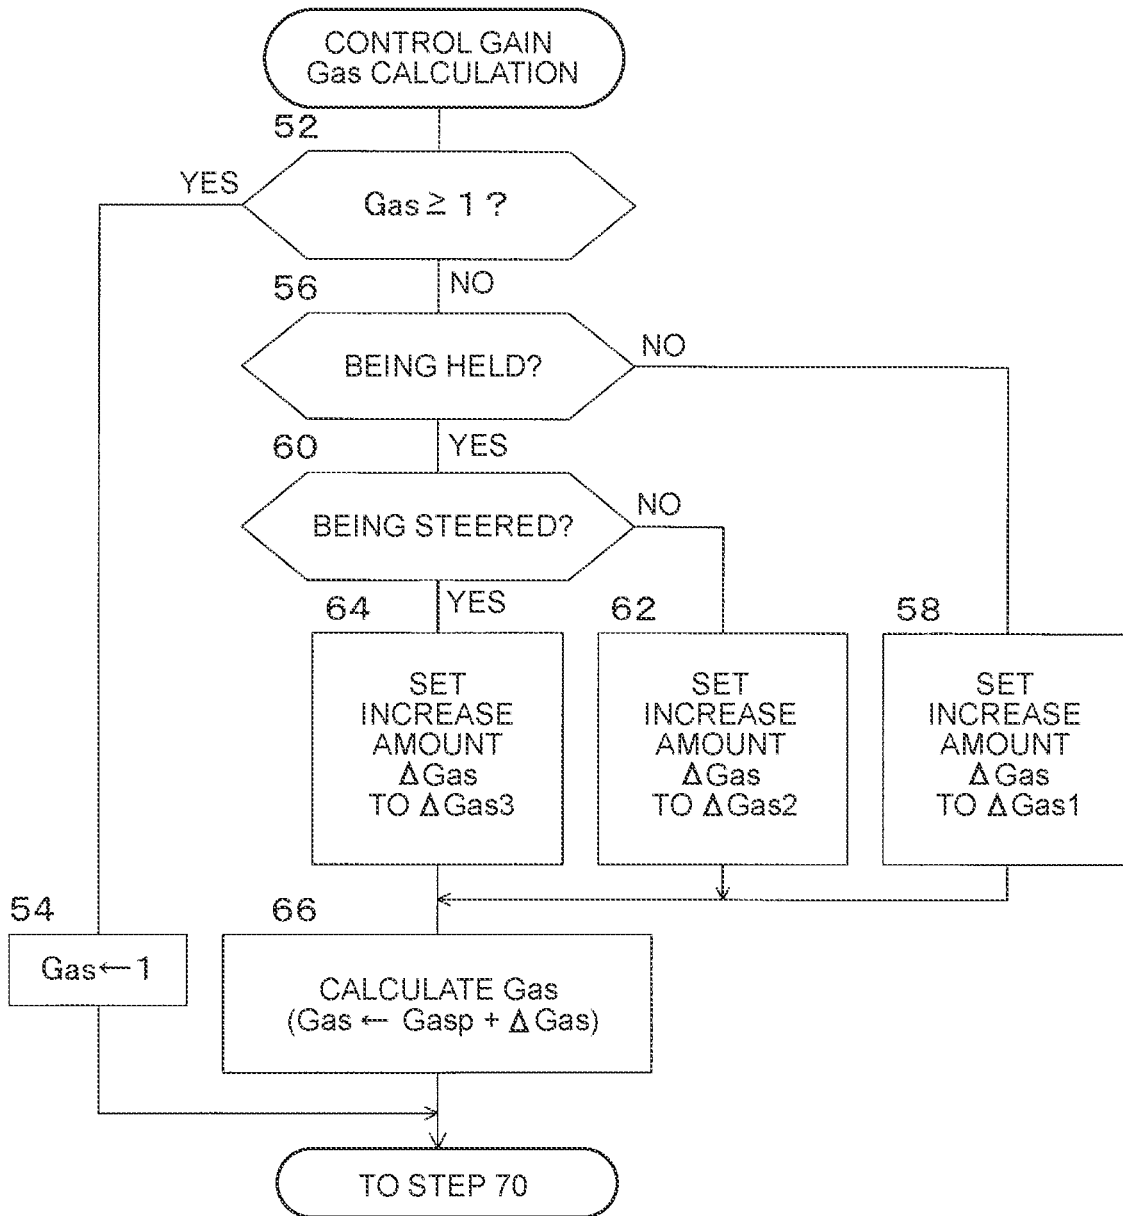 CONTROL GAIN
Gas CALCULATION
52
YES
Gas ≧ 1 ?
NO
56
BEING HELD?
NO
YES
60
BEING STEERED?
NO
YES
64
SET
INCREASE
AMOUNT
ΔGas
TO ΔGas3
62
SET
INCREASE
AMOUNT
ΔGas
TO ΔGas2
58
SET
INCREASE
AMOUNT
ΔGas
TO ΔGas1
54
Gas←1
66
CALCULATE Gas
(Gas ← Gasp + ΔGas)
TO STEP 70